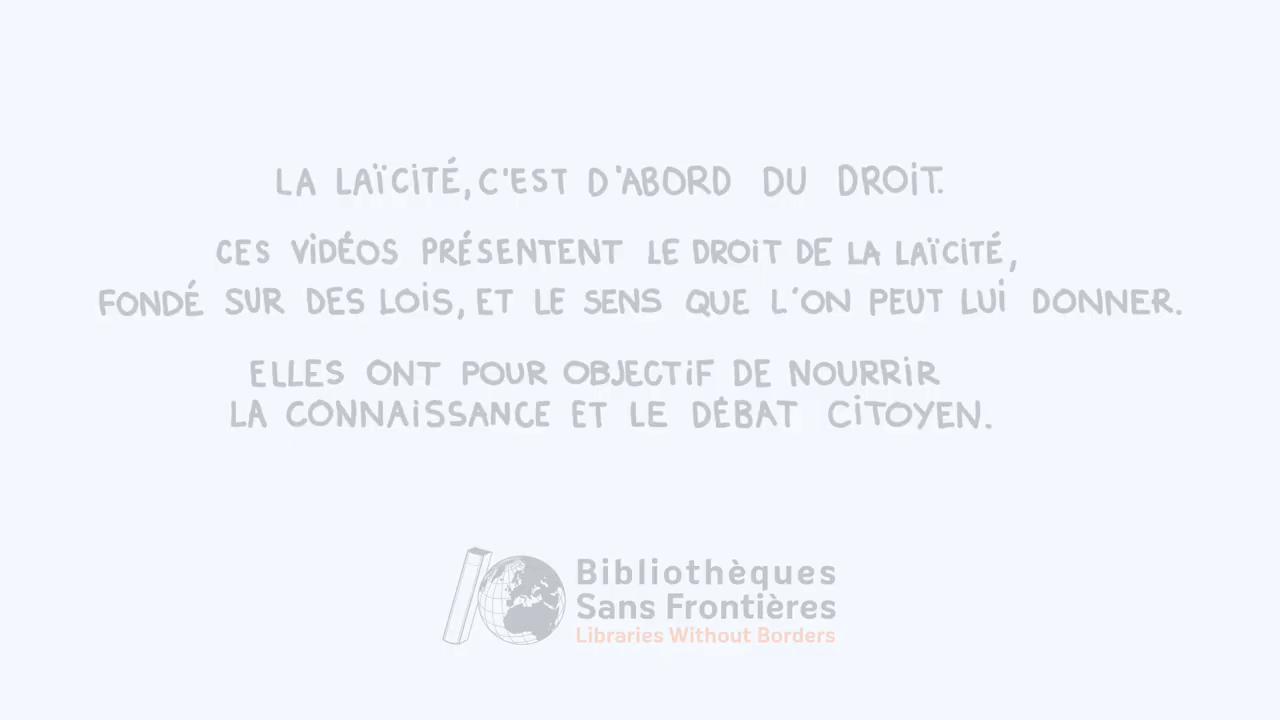 LA LAÏCITÉ, C'EST D'ABORD DU DROIT.
CES VIDÉOS PRÉSENTENT LE DROIT DE LA LAÏCITÉ,
FONDÉ SUR DES LOIS, ET LE SENS QUE L'ON PEUT LUI DONNER.
ELLES ONT POUR OBJECTIF DE NOURRIR
LA CONNAISSANCE ET LE DÉBAT CITOYEN.
Bibliothèques
Sans Frontières
Libraries Without Borders